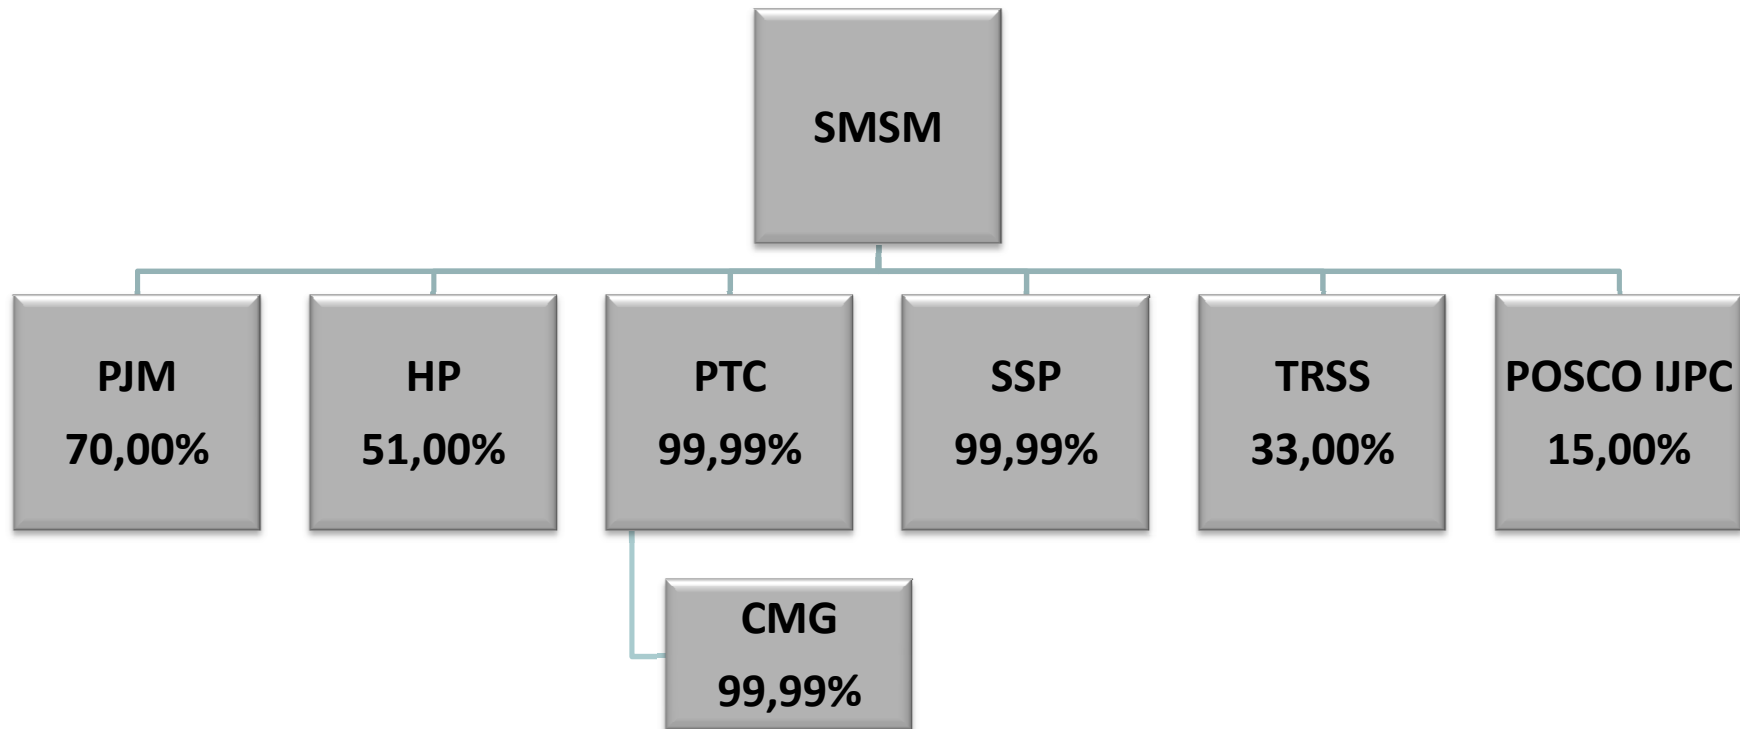 SMSM
PJM
70,00%
HP
51,00%
PTC
99,99%
SSP
99,99%
TRSS
33,00%
POSCO IJPC
15,00%
CMG
99,99%